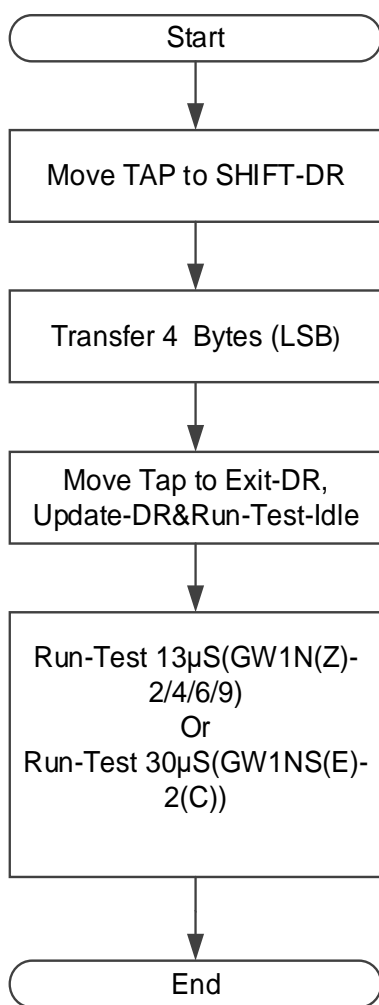 Start
Move TAP to SHIFT-DR
Transfer 4  Bytes (LSB)
Move Tap to Exit-DR,
Update-DR&Run-Test-Idle
Run-Test 13µS(GW1N(Z)-
2/4/6/9)
Or
Run-Test 30µS(GW1NS(E)-
2(C))
End